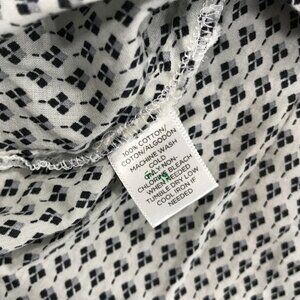 100% COTTON/
COTON/ALGODON
MACHINE WASH
COLD
ONLY NON-
CHLORINE BLEACH
WHEN NEEDED
TUMBLE DRY LOW
COOL IRON IF
NEEDED